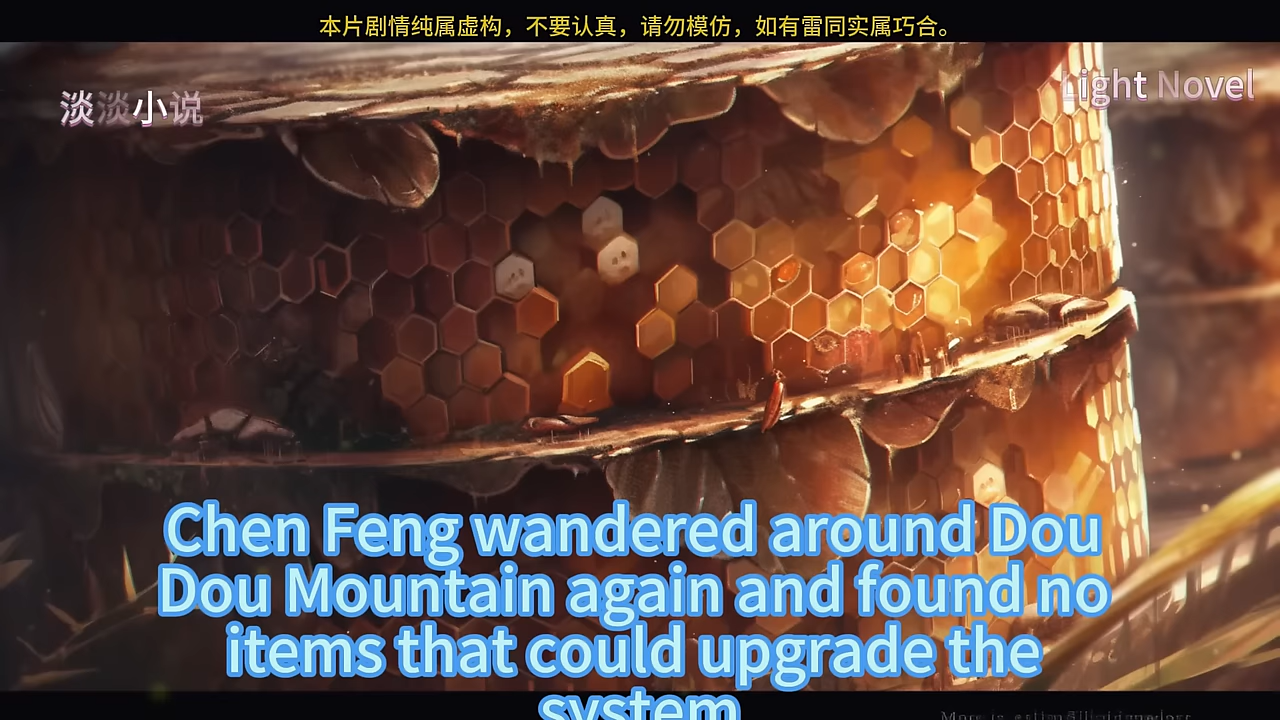 本片剧情纯属虚构，不要认真，请勿模仿，如有雷同实属巧合。
淡淡小说
Light Novel
Chen Feng wandered around Dou
Dou Mountain again and found no
items that could upgrade the
system